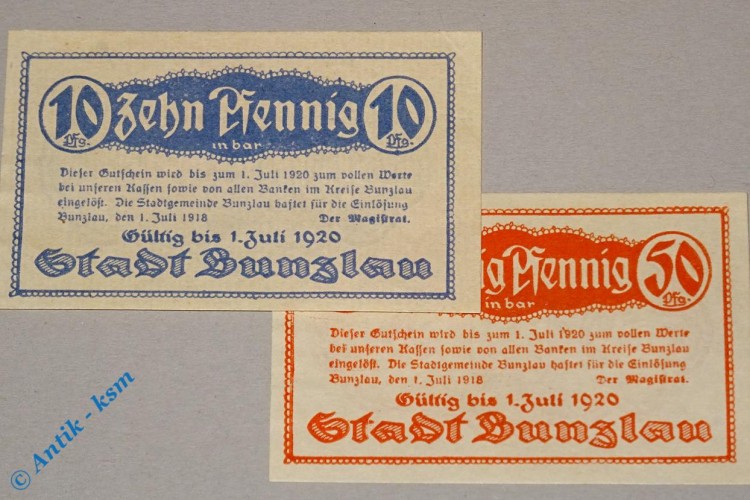 10 Pfg. Zehn Pfennig 10 Pfg.
in bar
Dieser Gutschein wird bis zum 1. Juli 1920 zum vollen Werte
bei unseren Kassen sowie von allen Banken im Kreise Bunzlau
eingelöst. Die Stadtgemeinde Bunzlau haftet für die Einlösung
Bunzlau, den 1. Juli 1918 Der Magistrat.
Gültig bis 1. Juli 1920
Stadt Bunzlau
ig Pfennig 50 Pfg.
in bar
Dieser Gutschein wird bis zum 1. Juli 1920 zum vollen Werte
bei unseren Kassen sowie von allen Banken im Kreise Bunzlau
eingelöst. Die Stadtgemeinde Bunzlau haftet für die Einlösung
Bunzlau, den 1. Juli 1918 Der Magistrat.
Gültig bis 1. Juli 1920
Stadt Bunzlau
© Antik - ksm